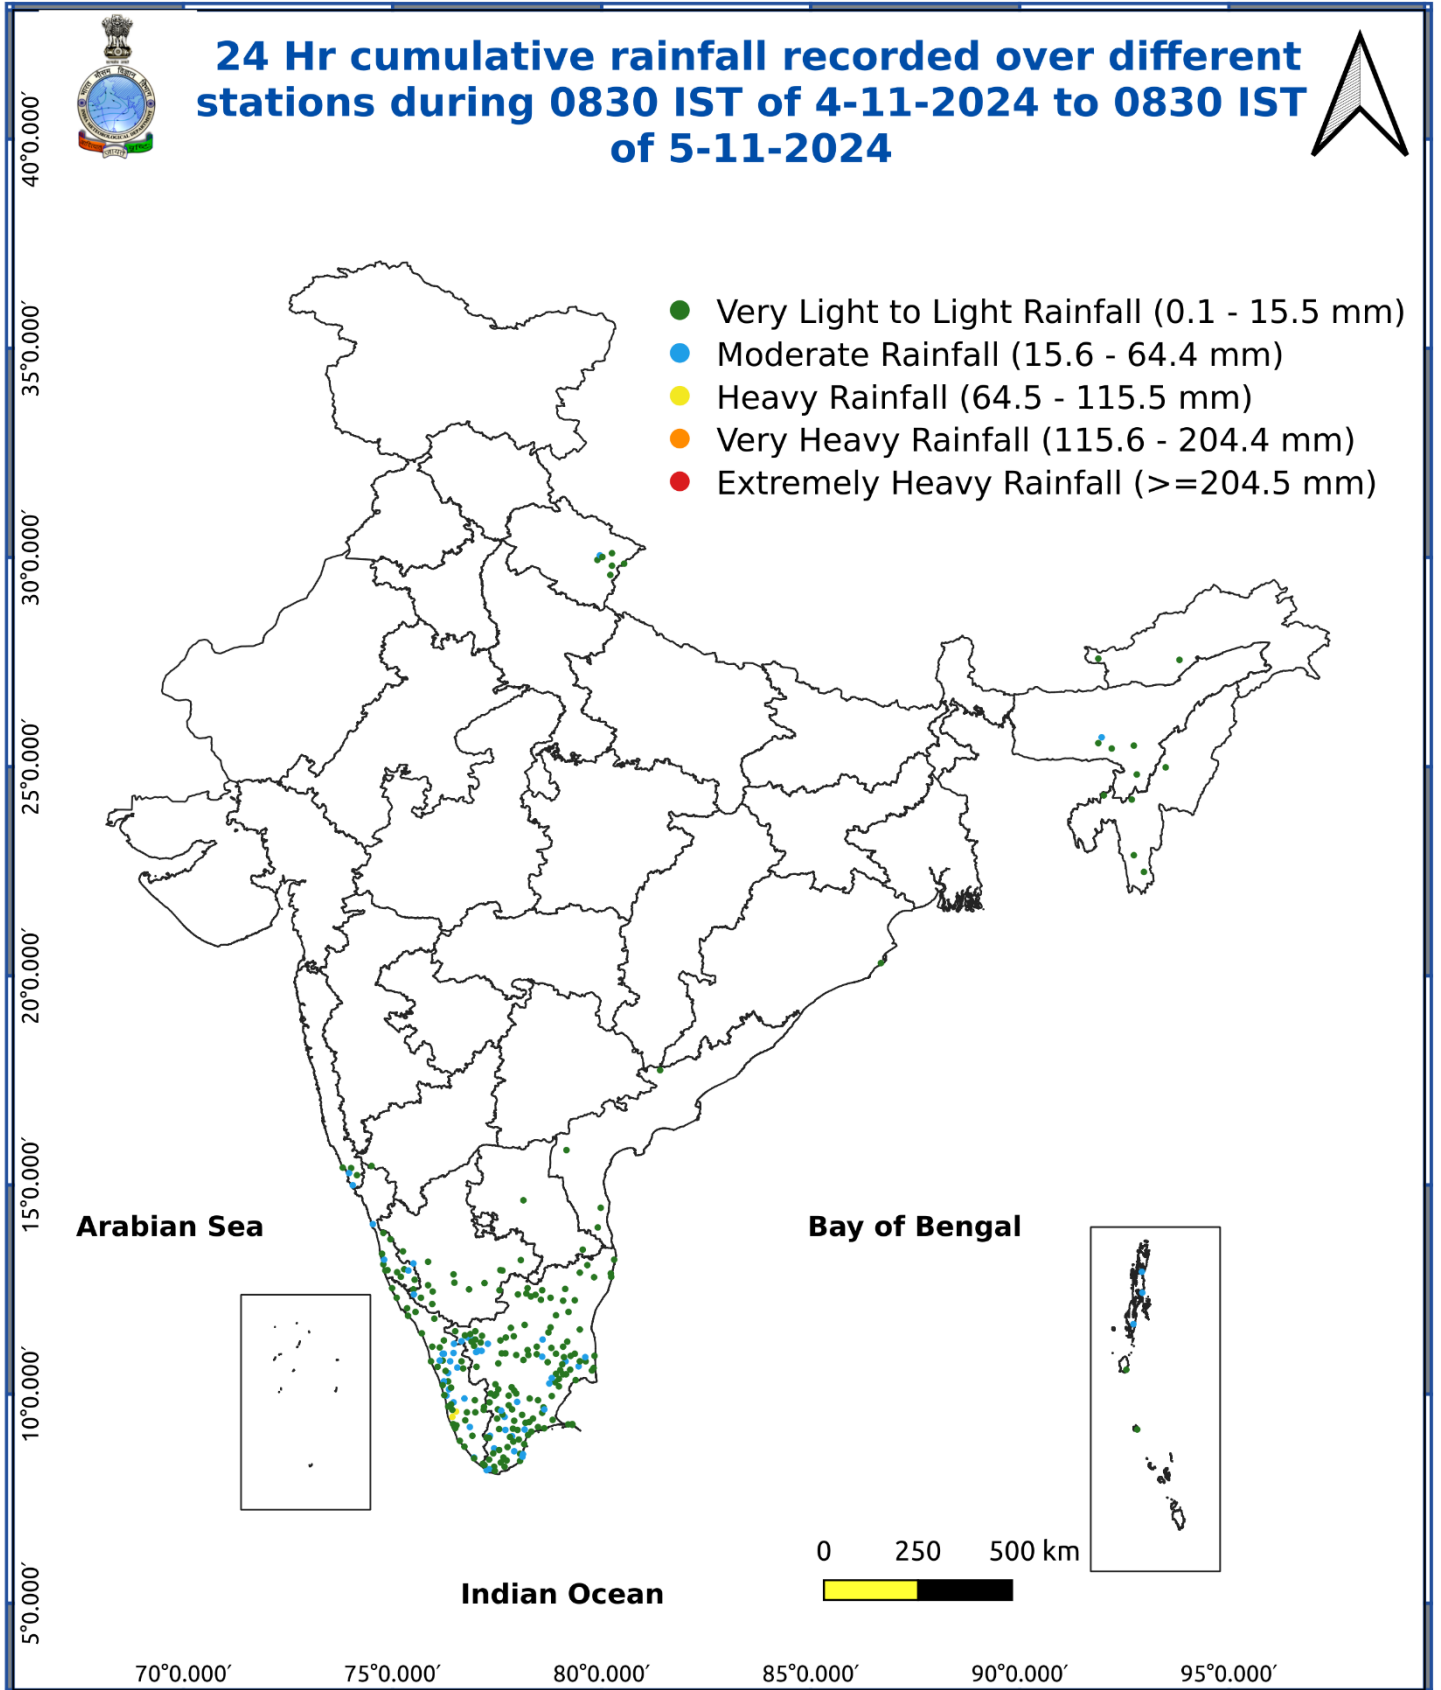 24 Hr cumulative rainfall recorded over different
stations during 0830 IST of 4-11-2024 to 0830 IST
of 5-11-2024
Very Light to Light Rainfall (0.1 - 15.5 mm)
Moderate Rainfall (15.6 - 64.4 mm)
Heavy Rainfall (64.5 - 115.5 mm)
Very Heavy Rainfall (115.6 - 204.4 mm)
Extremely Heavy Rainfall (>=204.5 mm)
40°0.000′
35°0.000′
30°0.000′
25°0.000′
20°0.000′
15°0.000′
10°0.000′
5°0.000′
Arabian Sea
Bay of Bengal
Indian Ocean
0 250 500 km
70°0.000′ 75°0.000′ 80°0.000′ 85°0.000′ 90°0.000′ 95°0.000′